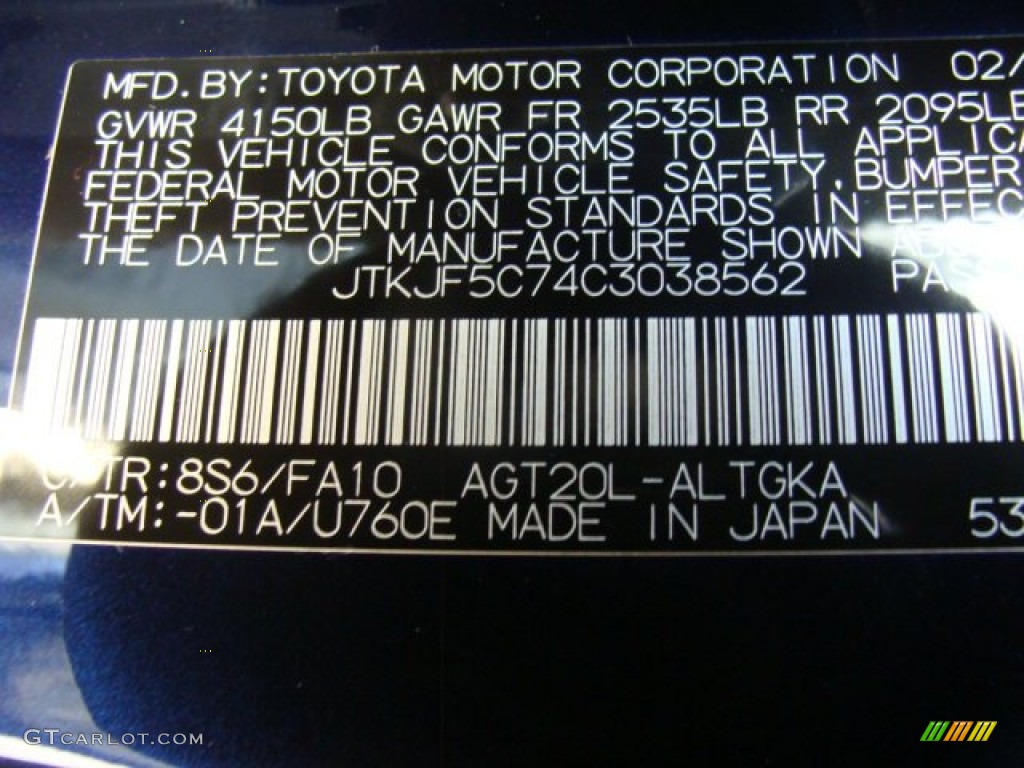 MFD. BY: TOYOTA MOTOR CORPORATION 02/
GVWR 4150LB GAWR FR 2535LB RR 2095LB
THIS VEHICLE CONFORMS TO ALL APPLICA
FEDERAL MOTOR VEHICLE SAFETY, BUMPER
THEFT PREVENTION STANDARDS IN EFFEC
THE DATE OF MANUFACTURE SHOWN AB
JTKJF5C74C3038562 PAS
C/TR:8S6/FA10 AGT20L-ALTGKA
A/TM:-01A/U760E MADE IN JAPAN 53
GTCARLOT.COM